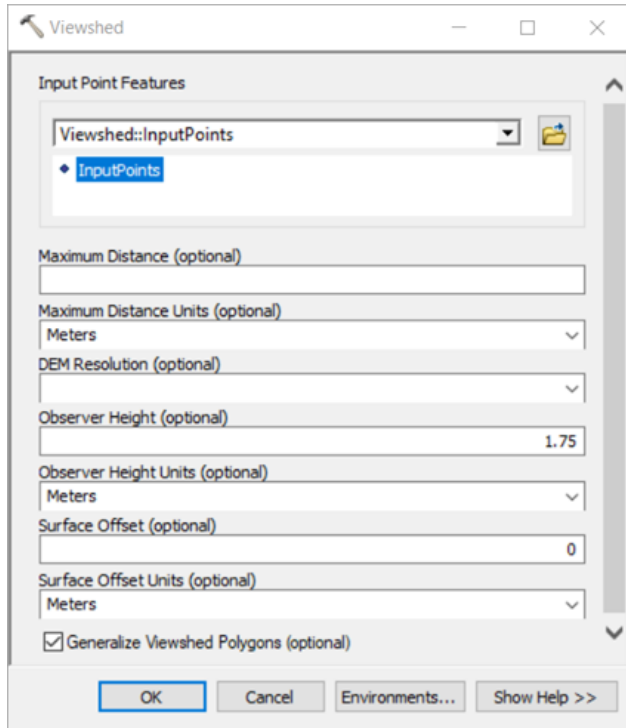 Viewshed
Input Point Features
Viewshed::InputPoints
InputPoints
Maximum Distance (optional)
Maximum Distance Units (optional)
Meters
DEM Resolution (optional)
Observer Height (optional)
1.75
Observer Height Units (optional)
Meters
Surface Offset (optional)
0
Surface Offset Units (optional)
Meters
Generalize Viewshed Polygons (optional)
OK Cancel Environments... Show Help >>